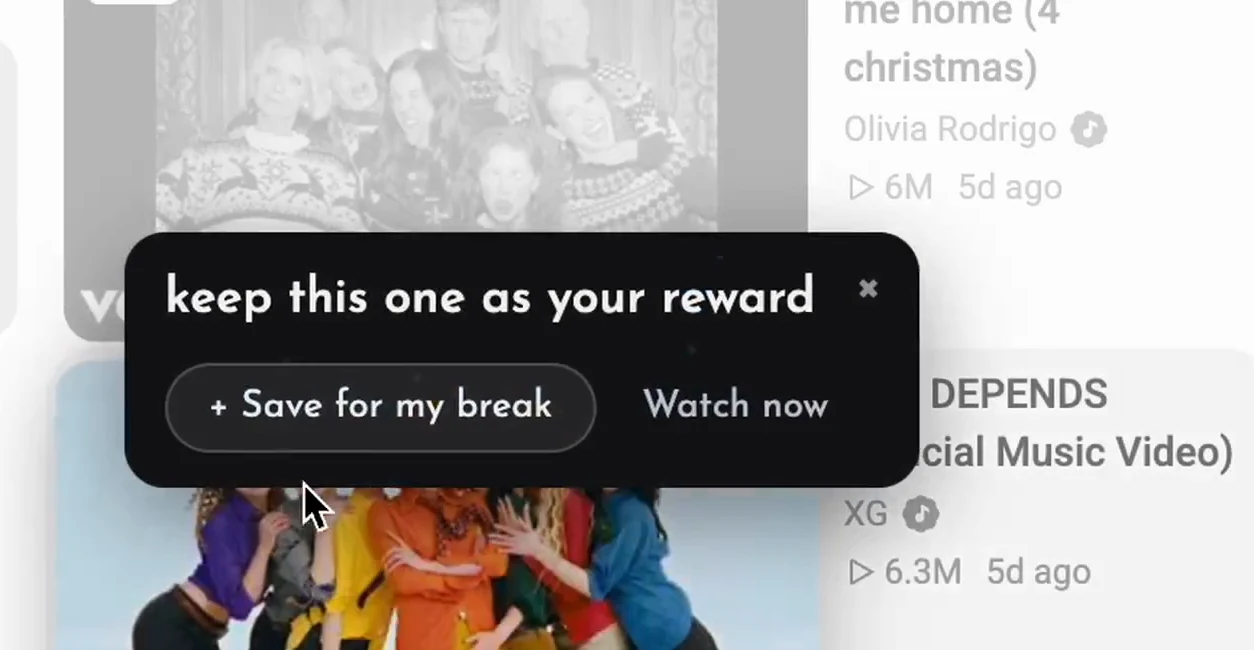 me home (4
christmas)
Olivia Rodrigo
6M 5d ago
keep this one as your reward
+ Save for my break
Watch now
DEPENDS
cial Music Video)
XG
6.3M 5d ago